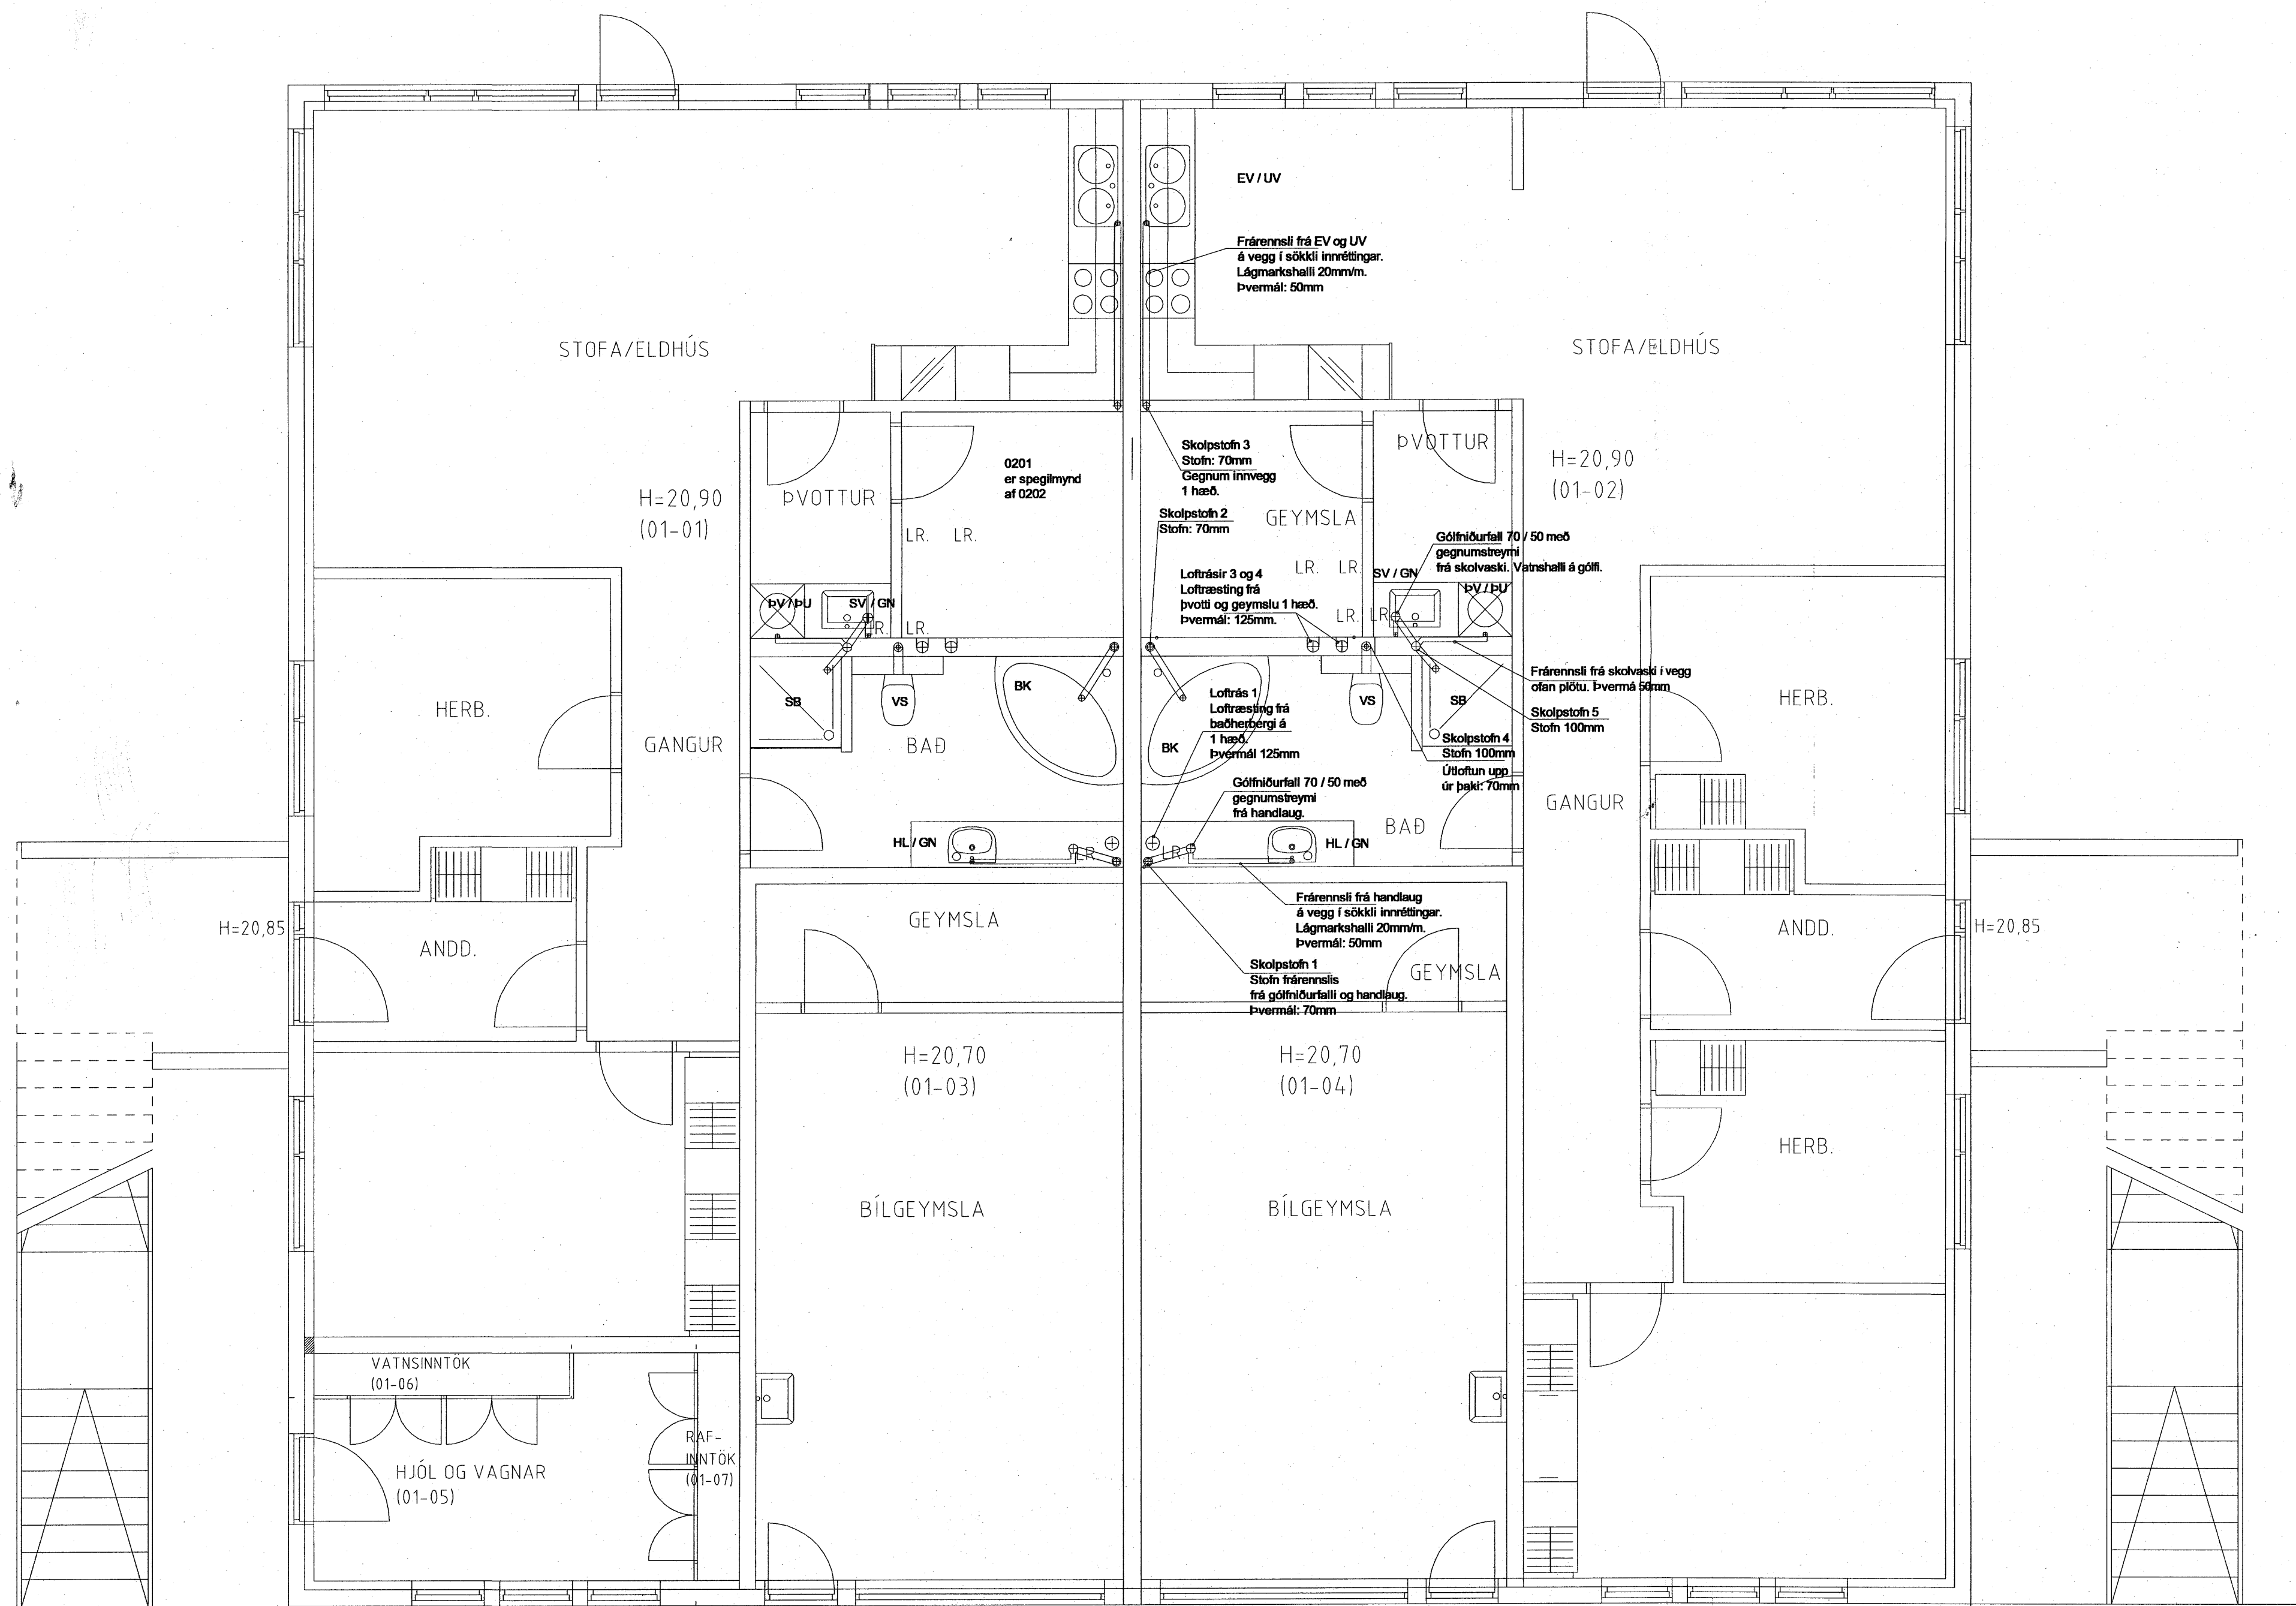 EV / UV
Frárennsli frá EV og UV
á vegg í sökkli innréttingar.
Lágmarkshalli 20mm/m.
Þvermál: 50mm
STOFA/ELDHÚS
STOFA/ELDHÚS
0201
er spegilmynd
af 0202
Skolpstofn 3
Stofn: 70mm
Gegnum innvegg
1 hæð.
ÞVOTTUR
H=20,90
(01-02)
H=20,90
(01-01)
ÞVOTTUR
Skolpstofn 2
Stofn: 70mm
GEYMSLA
LR. LR.
Gólfniðurfall 70 / 50 með
gegnumstreymi
frá skolvaski. Vatnshalli á gólfi.
Loftrásir 3 og 4
Loftræsting frá
þvotti og geymslu 1 hæð.
Þvermál: 125mm.
LR. LR.
SV / GN
ÞV / ÞU
ÞV / ÞU
SV / GN
R. LR.
LR. LR.
Frárennsli frá skolvaski í vegg
ofan plötu. Þvermá 50mm
HERB.
SB
VS
BK
Loftrás 1
Loftræsting frá
baðherbergi á
1 hæð.
Þvermál 125mm
BK
VS
SB
HERB.
Skolpstofn 5
Stofn 100mm
Skolpstofn 4
Stofn 100mm
Útloftun upp
úr þaki: 70mm
GANGUR
BAÐ
Gólfniðurfall 70 / 50 með
gegnumstreymi
frá handlaug.
GANGUR
BAÐ
HL / GN
LR.
LR.
HL / GN
Frárennsli frá handlaug
á vegg í sökkli innréttingar.
Lágmarkshalli 20mm/m.
Þvermál: 50mm
H=20,85
ANDD.
GEYMSLA
ANDD.
H=20,85
Skolpstofn 1
Stofn frárennslis
frá gólfniðurfalli og handlaug.
Þvermál: 70mm
GEYMSLA
H=20,70
(01-03)
H=20,70
(01-04)
HERB.
BÍLGEYMSLA
BÍLGEYMSLA
VATNSINNTÖK
(01-06)
RAF-
INNTÖK
(01-07)
HJÓL OG VAGNAR
(01-05)